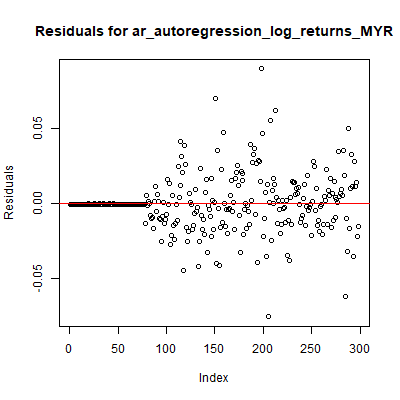 Residuals for ar_autoregression_log_returns_MYR
Residuals
0.05
0.00
-0.05
0 50 100 150 200 250 300
Index